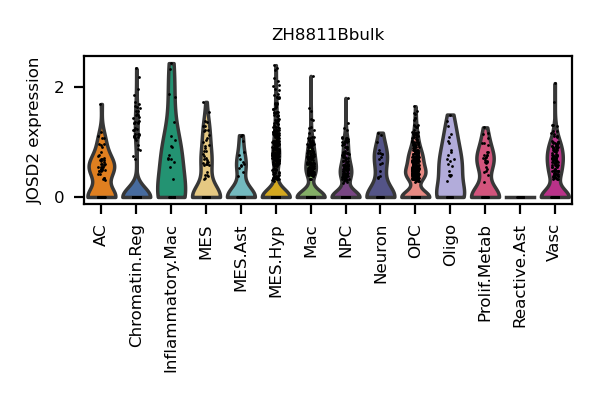 ZH8811Bbulk
JOSD2 expression
2
0
AC
Chromatin.Reg
Inflammatory.Mac
MES
MES.Ast
MES.Hyp
Mac
NPC
Neuron
OPC
Oligo
Prolif.Metab
Reactive.Ast
Vasc